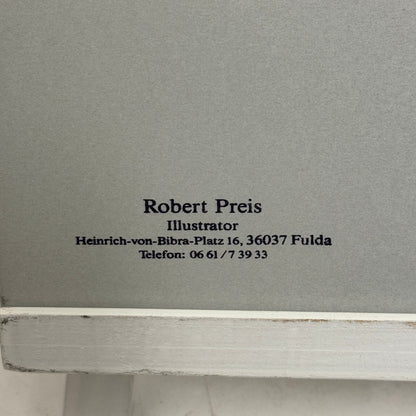 Robert Preis
Illustrator
Heinrich-von-Bibra-Platz 16, 36037 Fulda
Telefon: 06 61 / 7 39 33